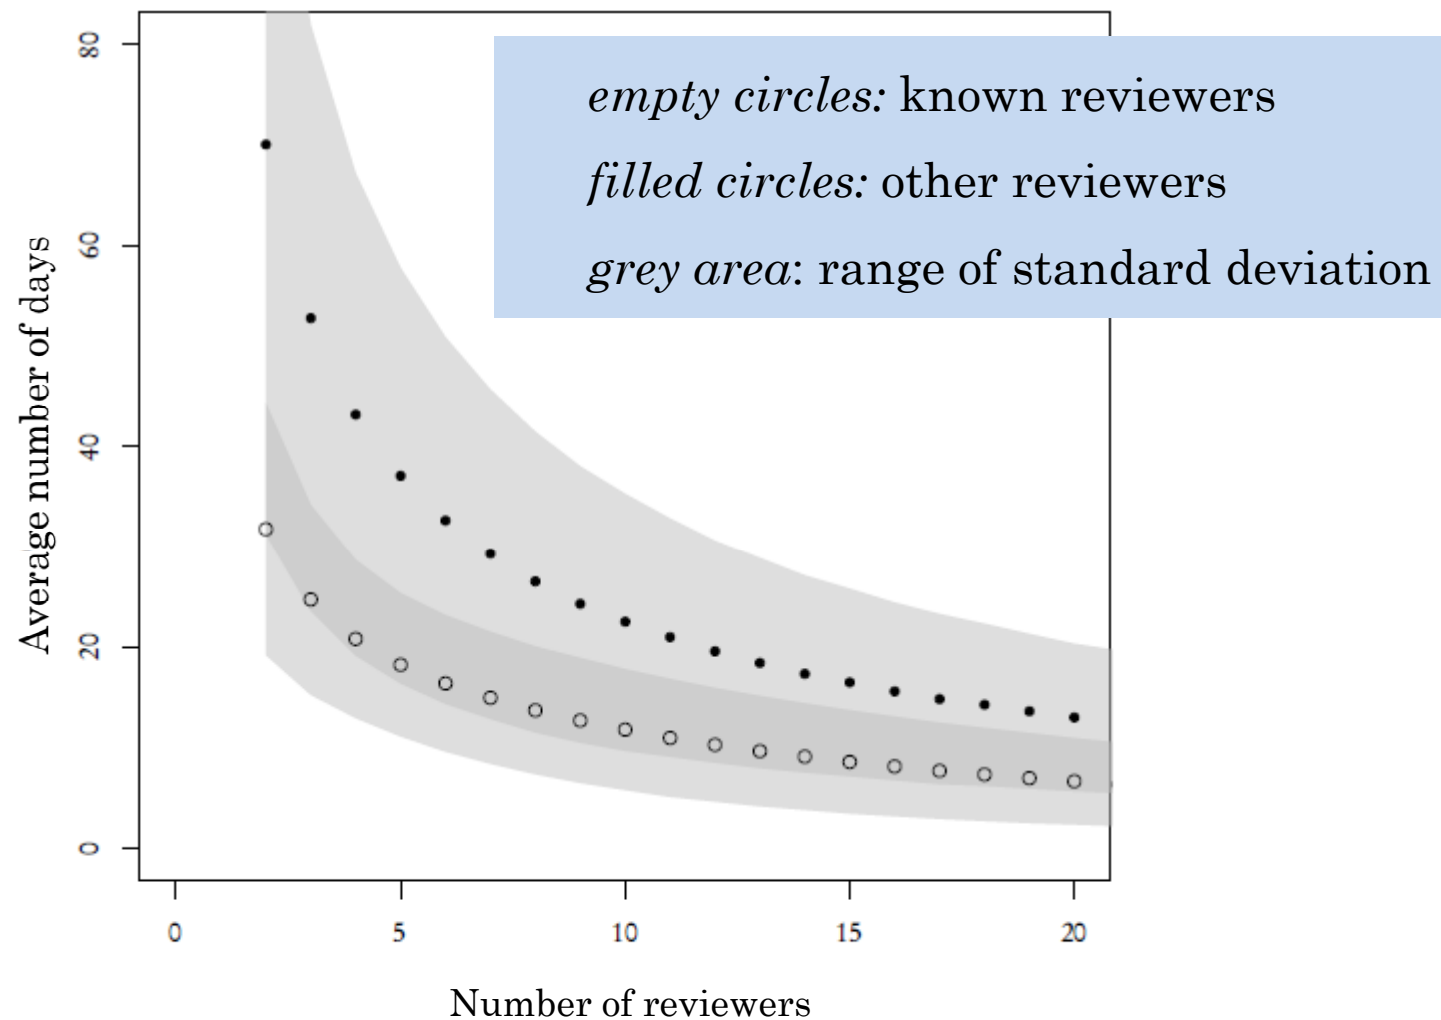 80
60
40
20
0
Average number of days
empty circles: known reviewers
filled circles: other reviewers
grey area: range of standard deviation
0 5 10 15 20
Number of reviewers